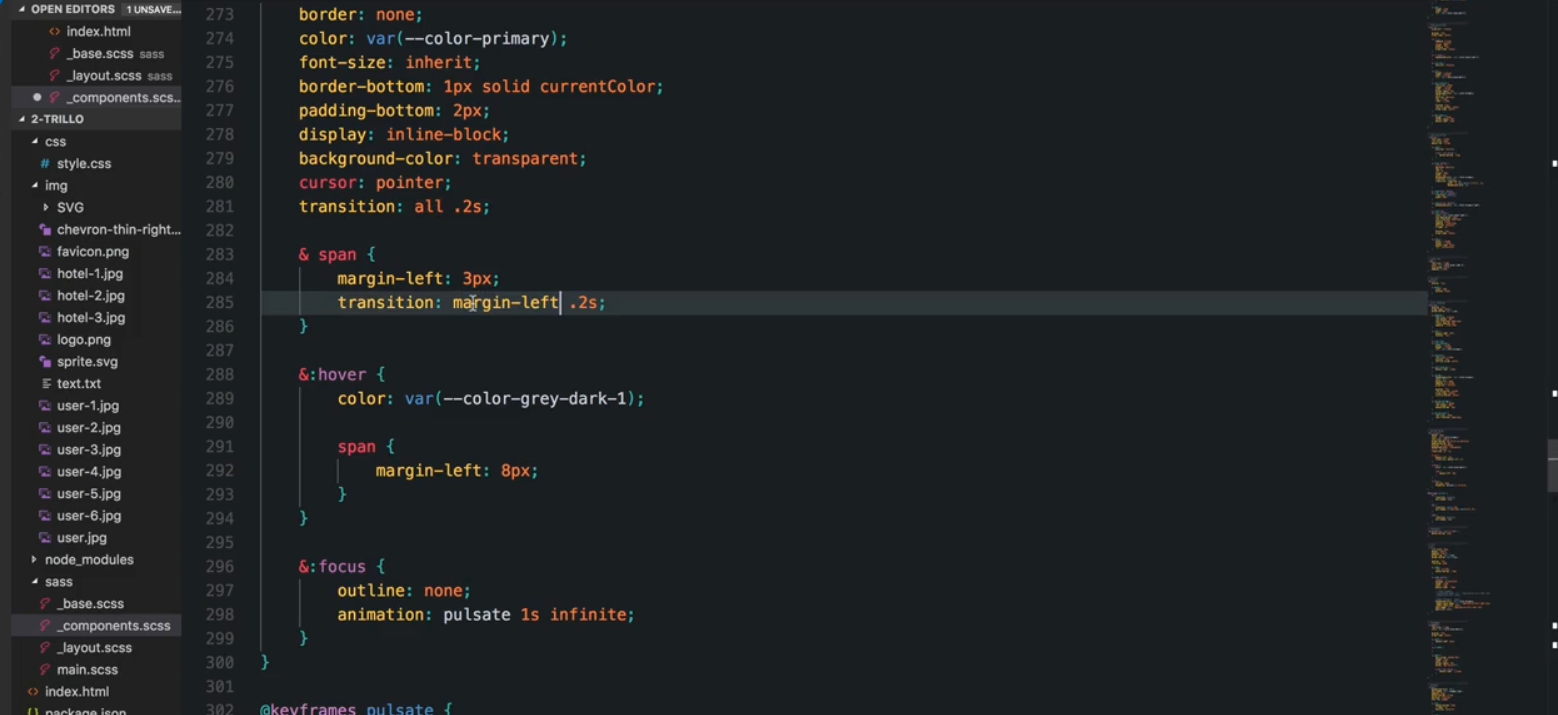 OPEN EDITORS 1 UNSAVE...
index.html
_base.scss sass
_layout.scss sass
_components.scs...
2-TRILLO
css
# style.css
img
SVG
chevron-thin-right...
favicon.png
hotel-1.jpg
hotel-2.jpg
hotel-3.jpg
logo.png
sprite.svg
text.txt
user-1.jpg
user-2.jpg
user-3.jpg
user-4.jpg
user-5.jpg
user-6.jpg
user.jpg
node_modules
sass
_base.scss
_components.scss
_layout.scss
main.scss
index.html
package.json
273 border: none;
274 color: var(--color-primary);
275 font-size: inherit;
276 border-bottom: 1px solid currentColor;
277 padding-bottom: 2px;
278 display: inline-block;
279 background-color: transparent;
280 cursor: pointer;
281 transition: all .2s;
282
283 & span {
284 margin-left: 3px;
285 transition: margin-left .2s;
286 }
287
288 &:hover {
289 color: var(--color-grey-dark-1);
290
291 span {
292 margin-left: 8px;
293 }
294 }
295
296 &:focus {
297 outline: none;
298 animation: pulsate 1s infinite;
299 }
300 }
301
302 @keyframes pulsate {